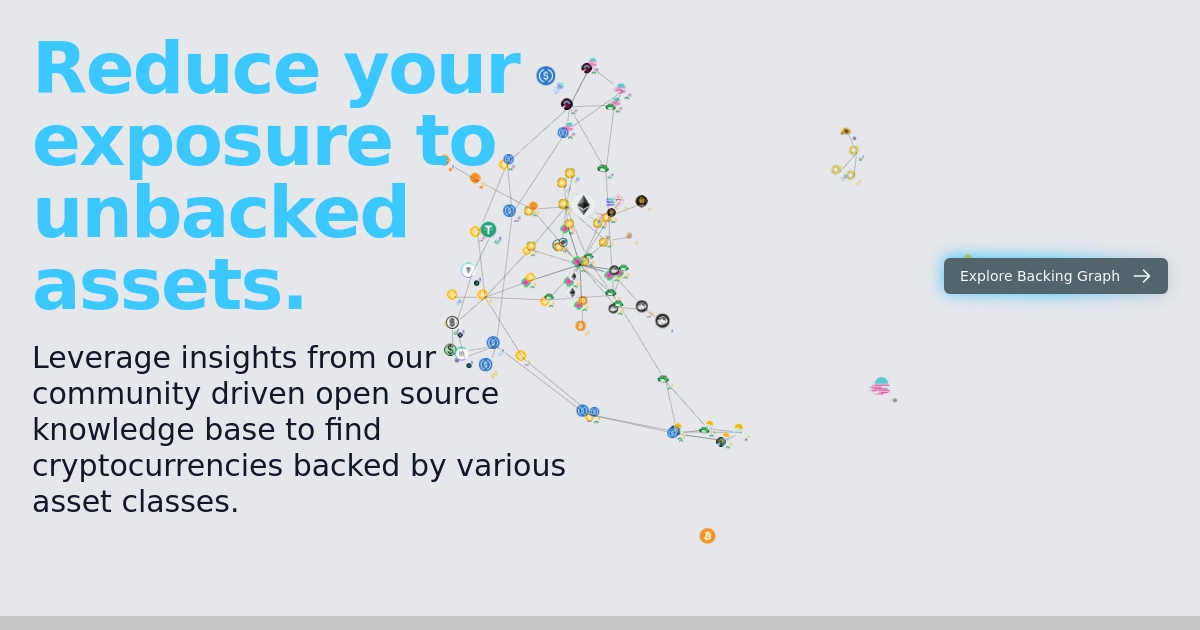 Reduce your
exposure to
unbacked
assets.
Leverage insights from our
community driven open source
knowledge base to find
cryptocurrencies backed by various
asset classes.
Explore Backing Graph